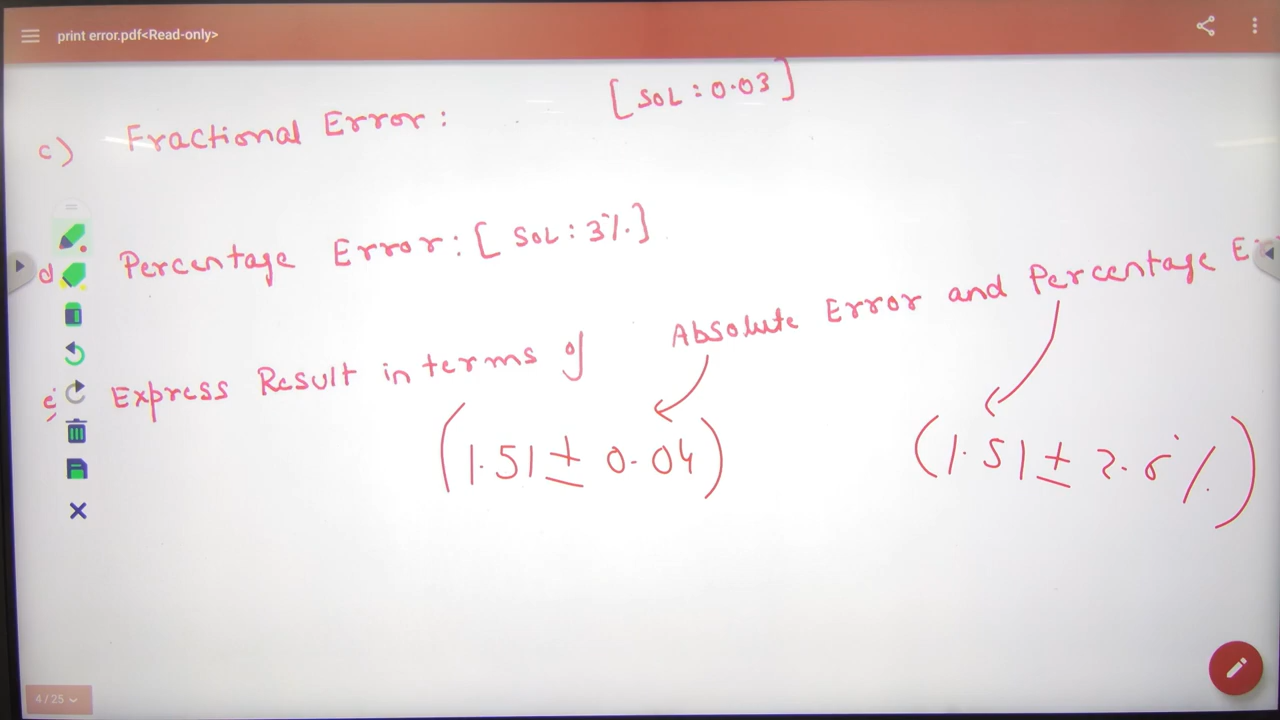 print error.pdf<Read-only>
[SOL : 0.03]
c) Fractional Error :
d Percentage Error : [ SOL : 3%.]
e) Express Result in terms of Absolute Error and Percentage
(1.51 ± 0.04) (1.51 ± 2.6%)
4/25